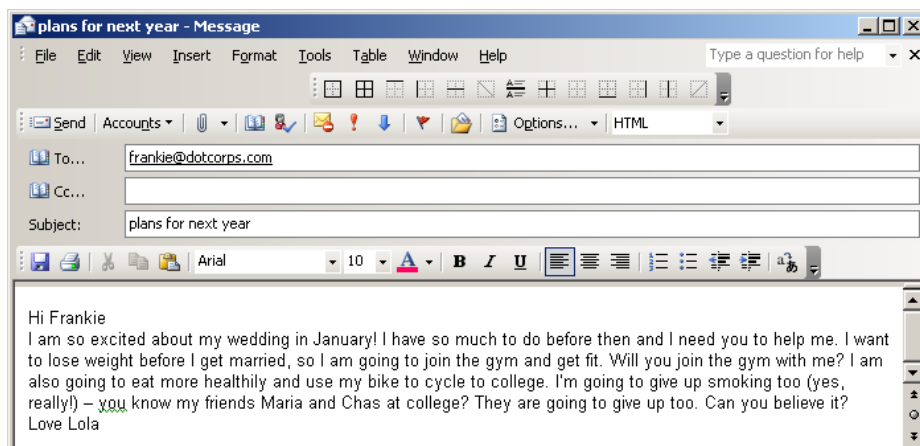 plans for next year - Message
File Edit View Insert Format Tools Table Window Help Type a question for help
Send Accounts Options... HTML
To... frankie@dotcorps.com
Cc...
Subject: plans for next year
Arial 10 A B I U
Hi Frankie
I am so excited about my wedding in January! I have so much to do before then and I need you to help me. I want
to lose weight before I get married, so I am going to join the gym and get fit. Will you join the gym with me? I am
also going to eat more healthily and use my bike to cycle to college. I'm going to give up smoking too (yes,
really!) – you know my friends Maria and Chas at college? They are going to give up too. Can you believe it?
Love Lola